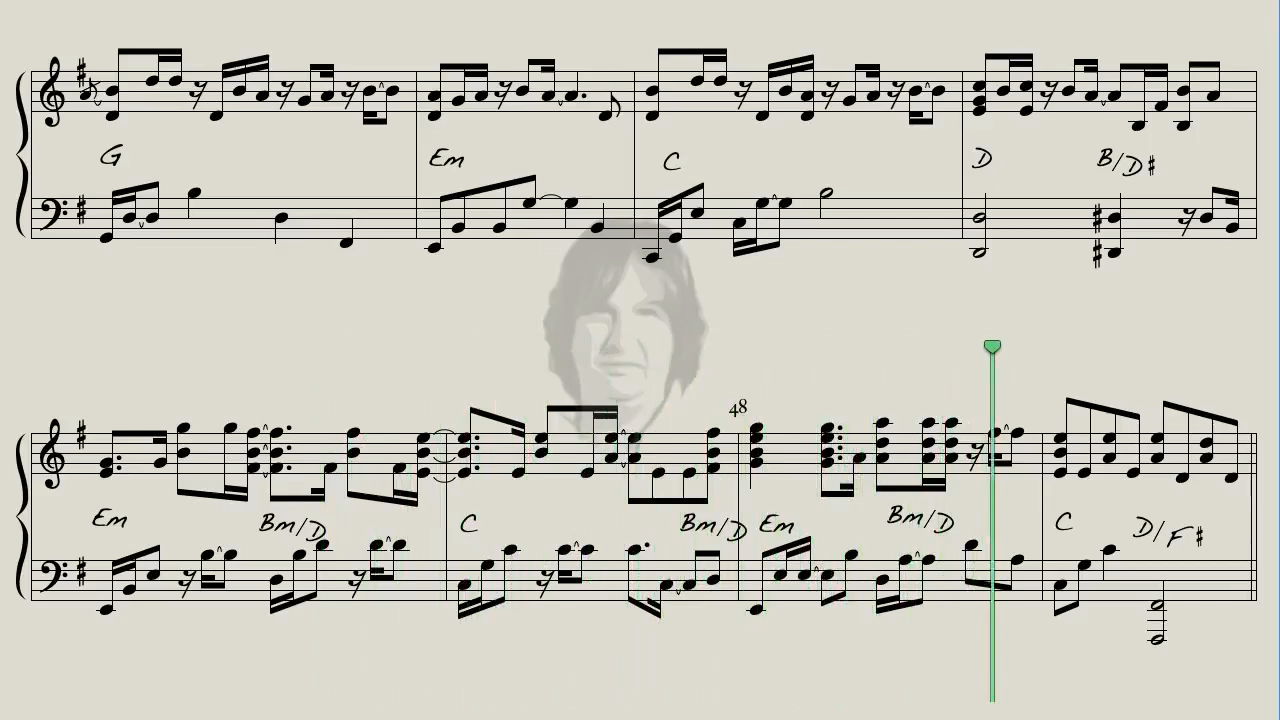 G Em C D B/D♯
48
Em Bm/D C Bm/D Em Bm/D C D/F♯